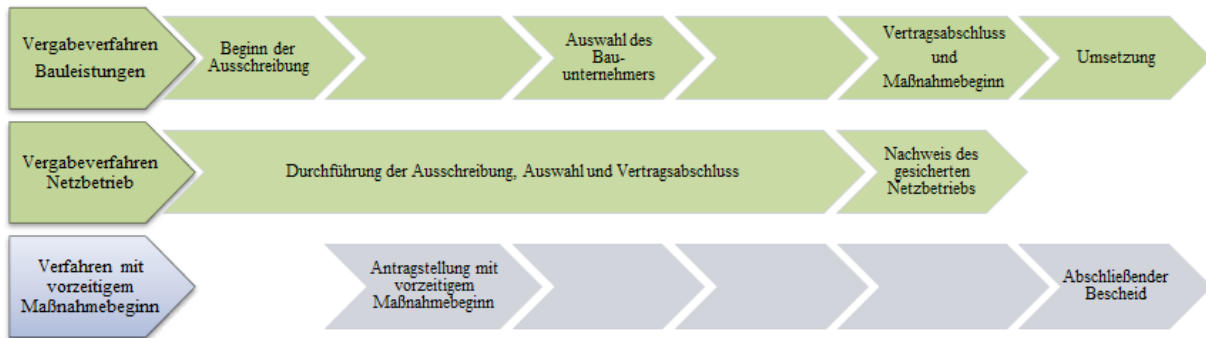 Vergabeverfahren
Bauleistungen
Beginn der
Ausschreibung
Auswahl des
Bau-
unternehmers
Vertragsabschluss
und
Maßnahmebeginn
Umsetzung
Vergabeverfahren
Netzbetrieb
Durchführung der Ausschreibung, Auswahl und Vertragsabschluss
Nachweis des
gesicherten
Netzbetriebs
Verfahren mit
vorzeitigem
Maßnahmebeginn
Antragstellung mit
vorzeitigem
Maßnahmebeginn
Abschließender
Bescheid